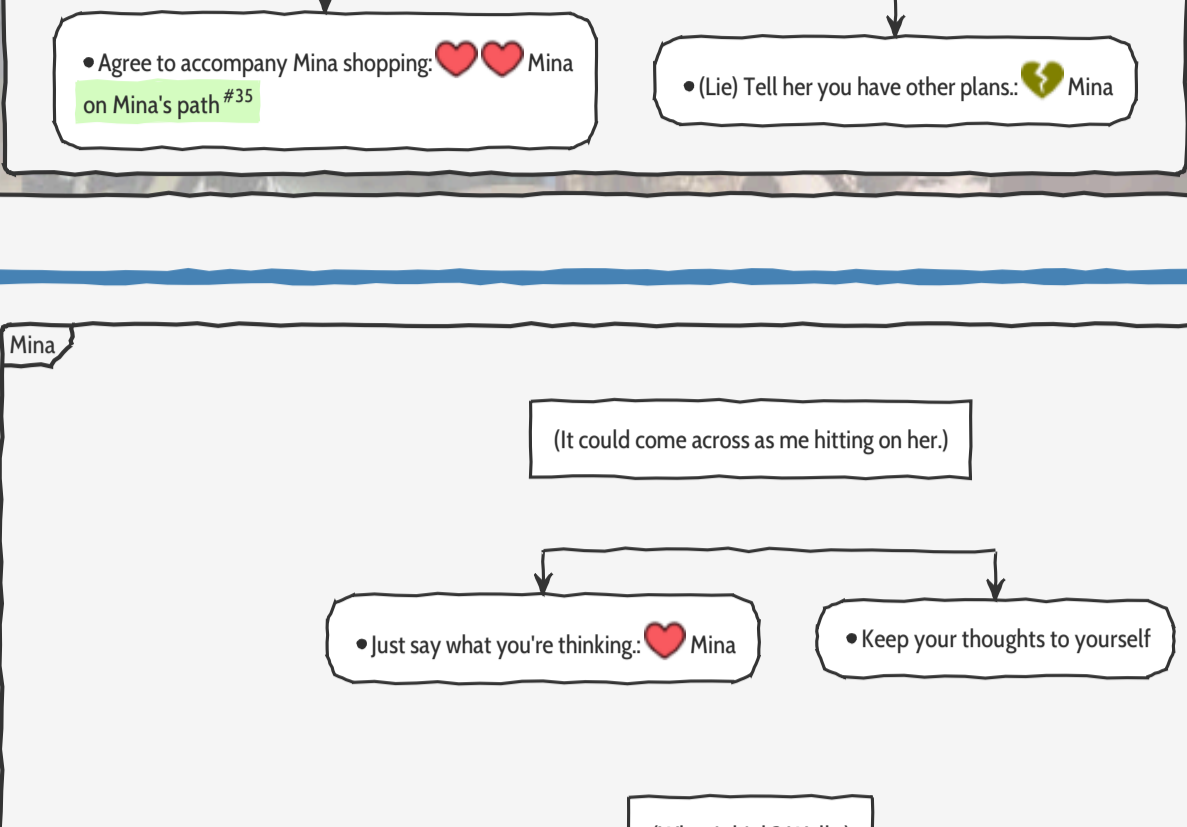 •Agree to accompany Mina shopping: Mina
on Mina's path #35
•(Lie) Tell her you have other plans.: Mina
Mina
(It could come across as me hitting on her.)
•Just say what you're thinking.: Mina
•Keep your thoughts to yourself